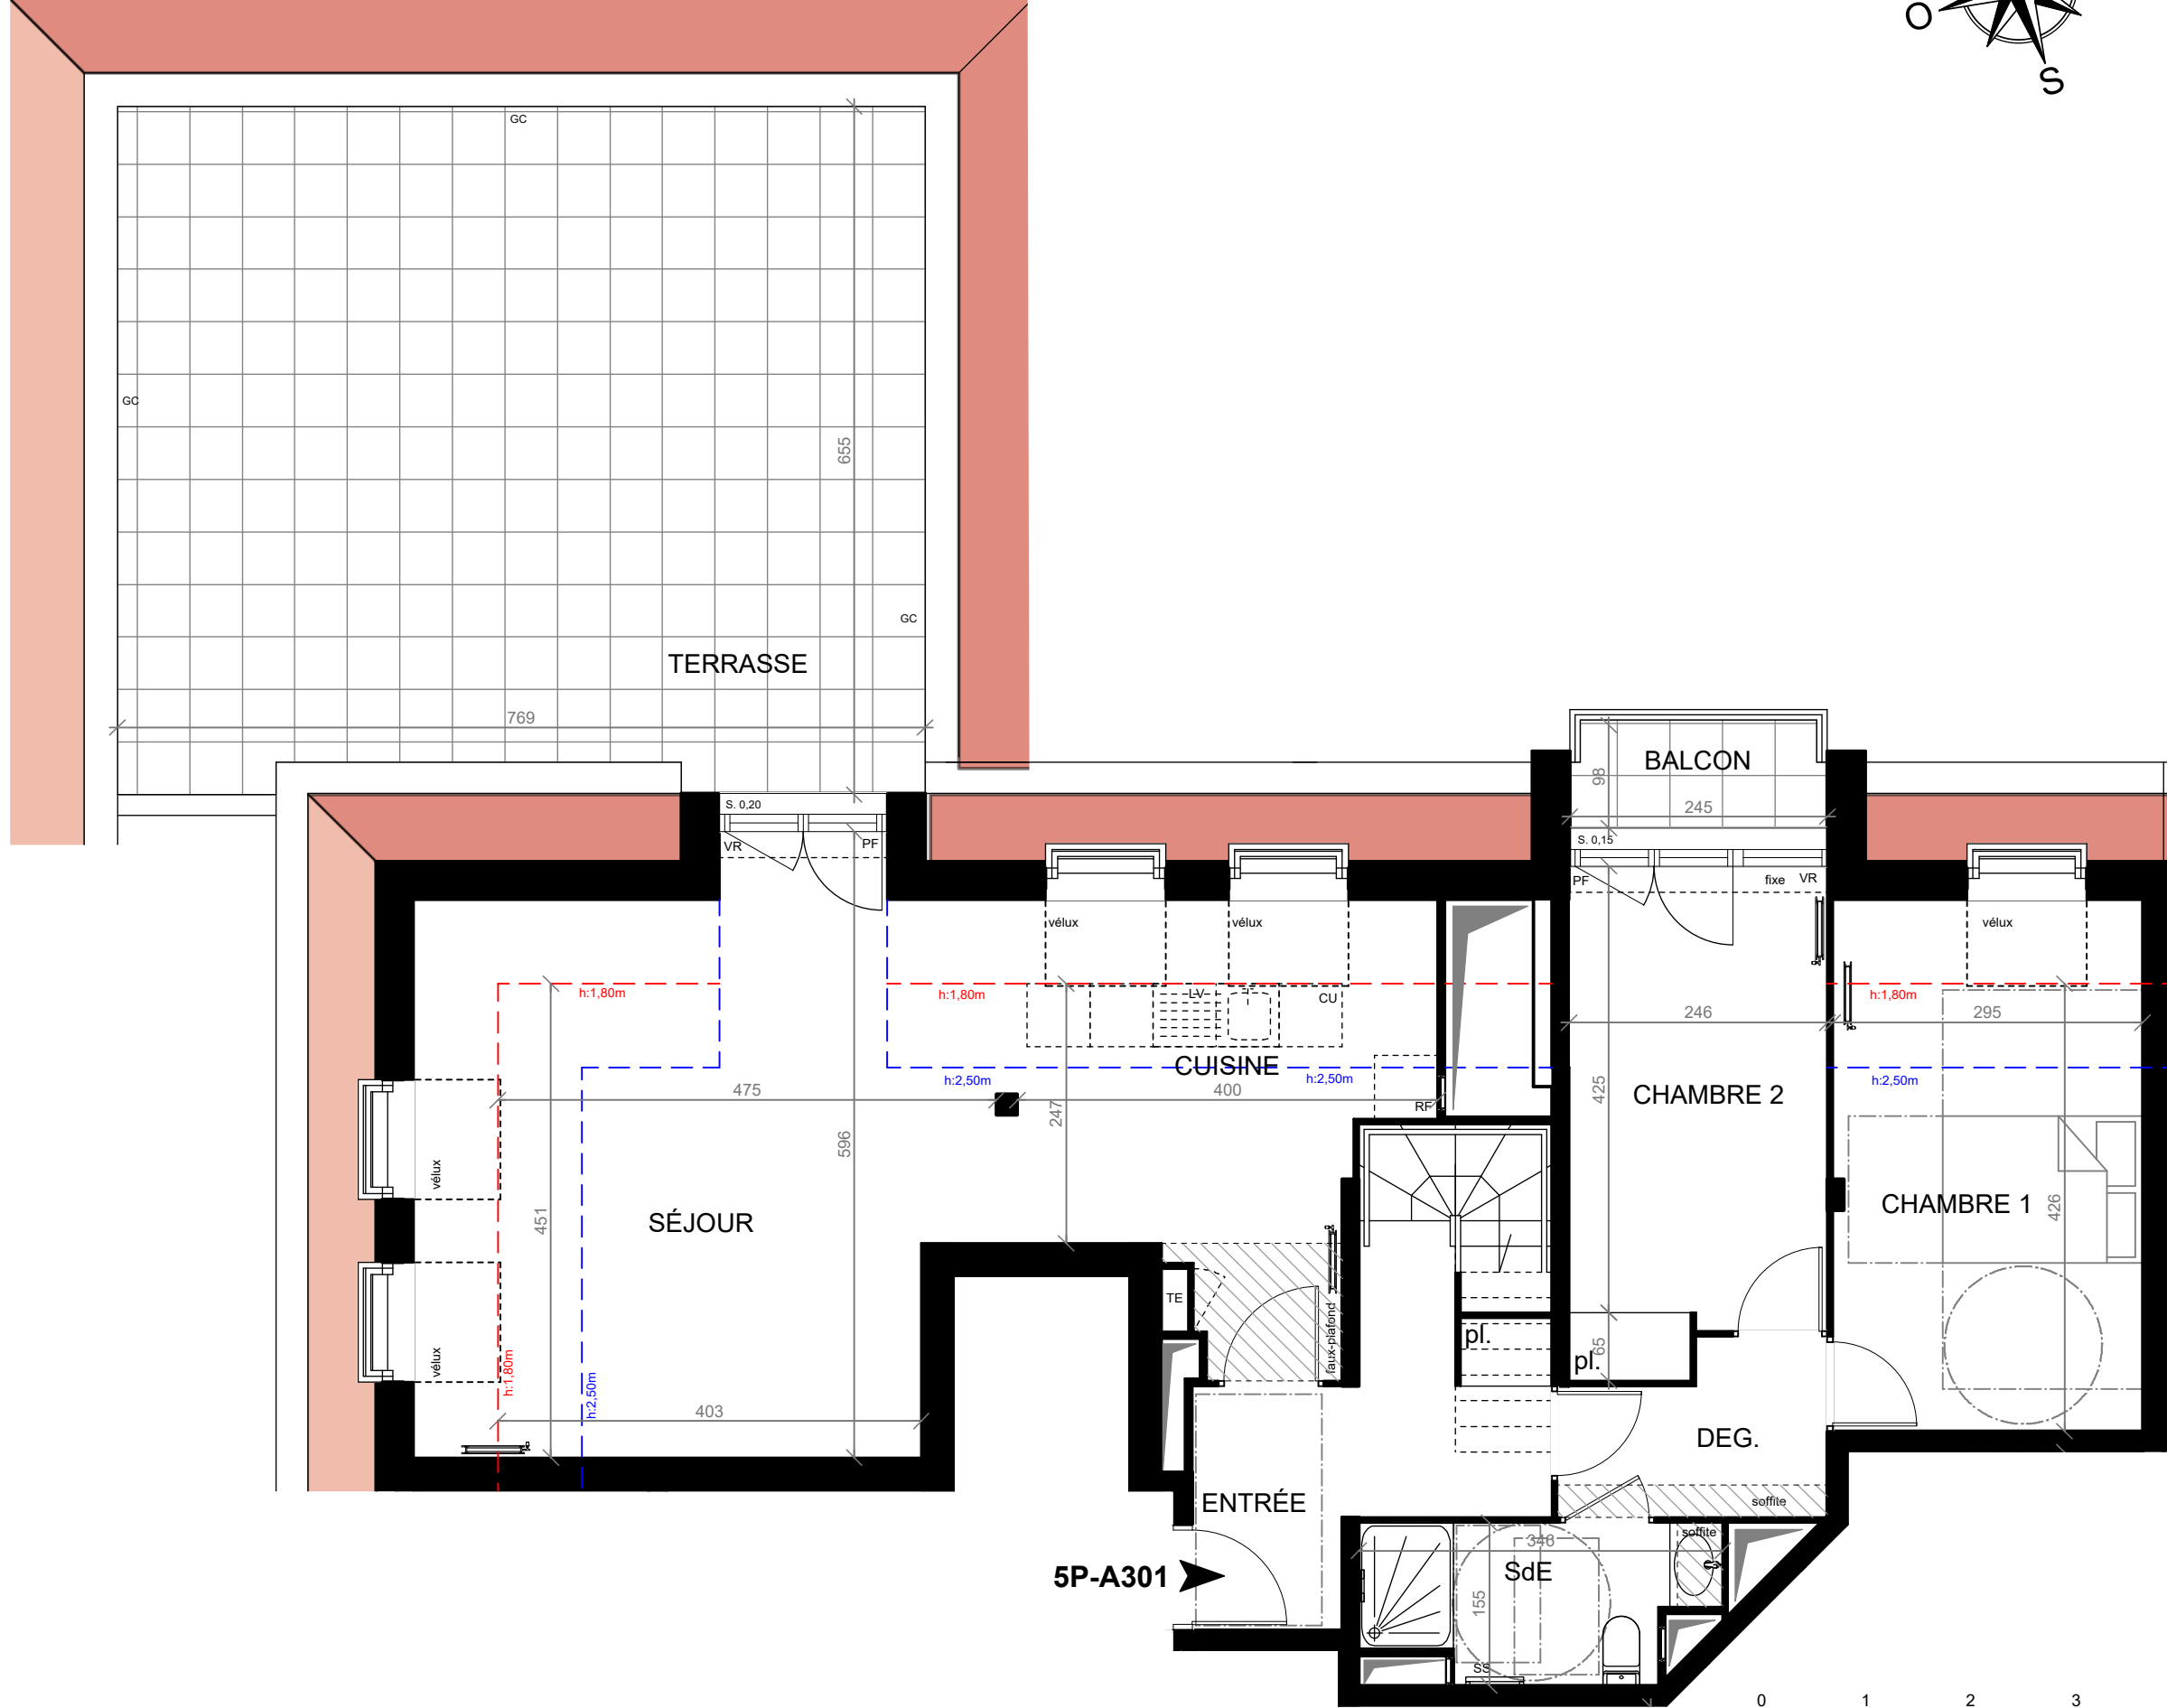 O
S
GC
GC
655
GC
TERRASSE
769
BALCON
98
245
S. 0,20
VR
PF
S. 0,15
PF
fixe
VR
vélux
vélux
vélux
h:1,80m
h:1,80m
LV
CU
h:1,80m
246
295
CUISINE
h:2,50m
h:2,50m
h:2,50m
475
400
247
RF
425
CHAMBRE 2
596
vélux
451
SÉJOUR
CHAMBRE 1
426
TE
faux-plafond
pl.
pl.
65
vélux
h:1,80m
h:2,50m
403
DEG.
ENTRÉE
soffite
soffite
346
SdE
5P-A301
155
SS
0
1
2
3